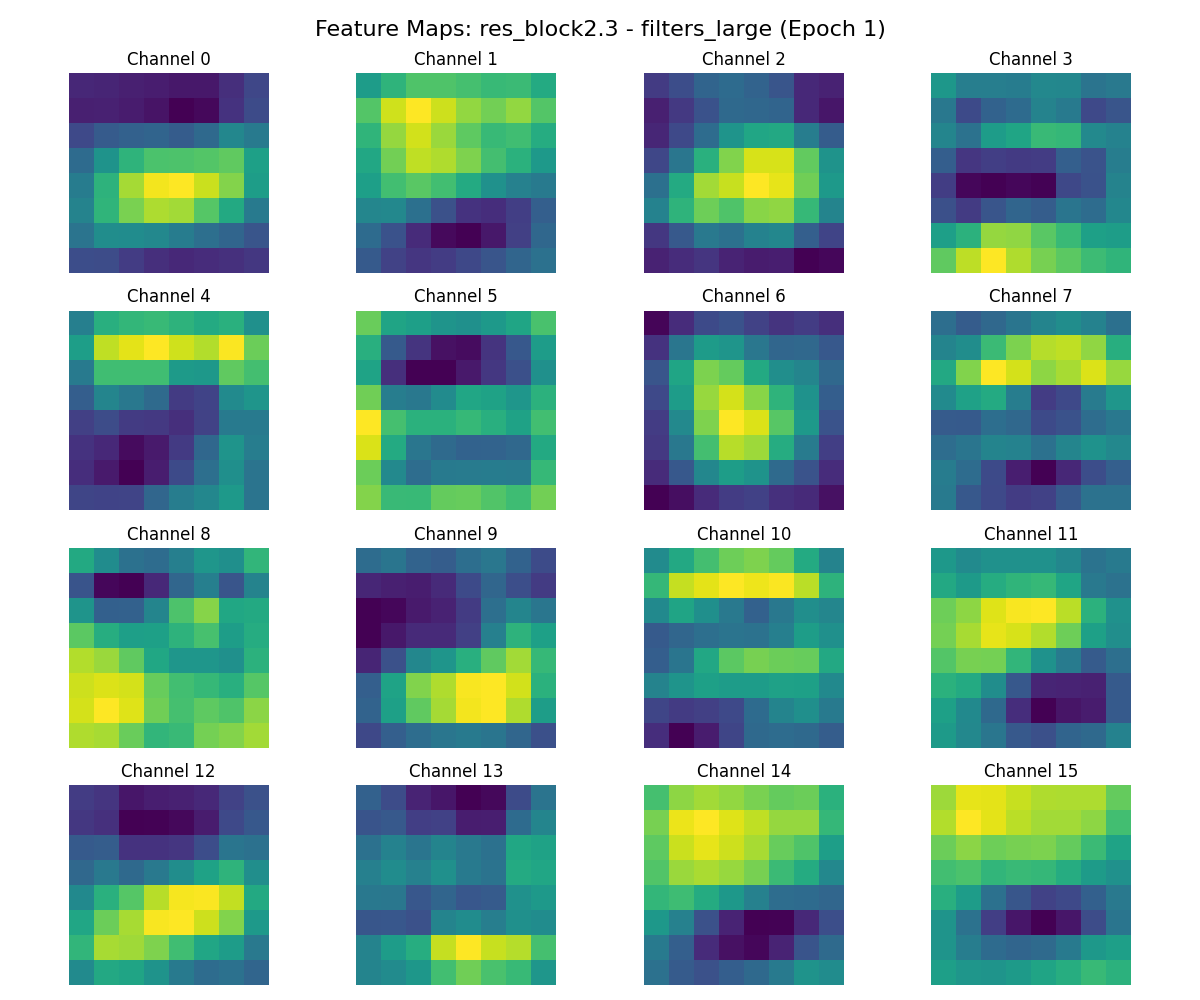 Feature Maps: res_block2.3 - filters_large (Epoch 1)
Channel 0
Channel 1
Channel 2
Channel 3
Channel 4
Channel 5
Channel 6
Channel 7
Channel 8
Channel 9
Channel 10
Channel 11
Channel 12
Channel 13
Channel 14
Channel 15